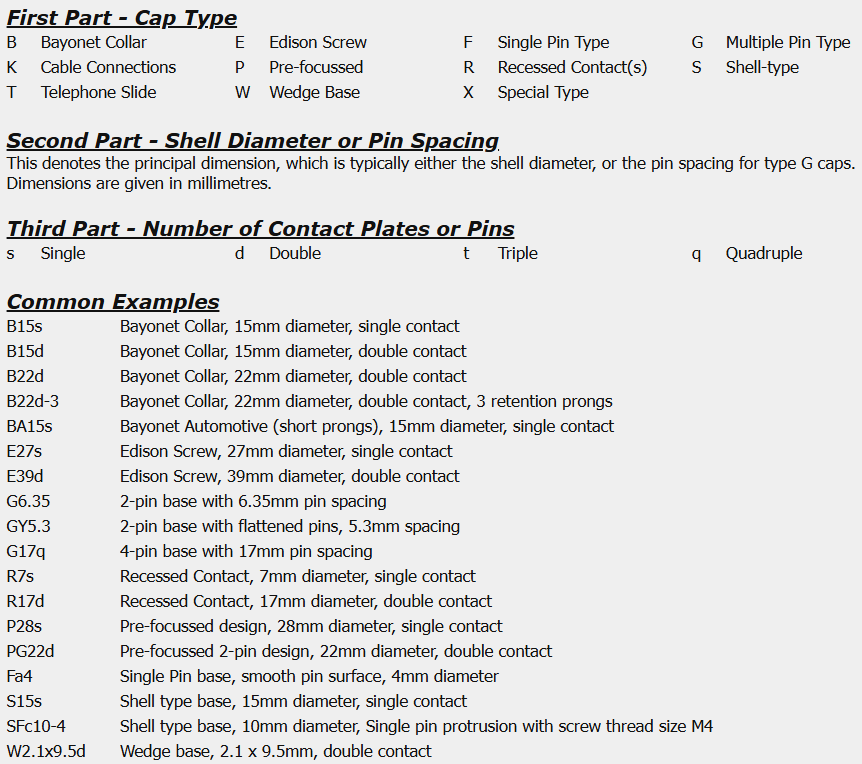 First Part - Cap Type
B Bayonet Collar E Edison Screw F Single Pin Type G Multiple Pin Type
K Cable Connections P Pre-focussed R Recessed Contact(s) S Shell-type
T Telephone Slide W Wedge Base X Special Type
Second Part - Shell Diameter or Pin Spacing
This denotes the principal dimension, which is typically either the shell diameter, or the pin spacing for type G caps.
Dimensions are given in millimetres.
Third Part - Number of Contact Plates or Pins
s Single d Double t Triple q Quadruple
Common Examples
B15s Bayonet Collar, 15mm diameter, single contact
B15d Bayonet Collar, 15mm diameter, double contact
B22d Bayonet Collar, 22mm diameter, double contact
B22d-3 Bayonet Collar, 22mm diameter, double contact, 3 retention prongs
BA15s Bayonet Automotive (short prongs), 15mm diameter, single contact
E27s Edison Screw, 27mm diameter, single contact
E39d Edison Screw, 39mm diameter, double contact
G6.35 2-pin base with 6.35mm pin spacing
GY5.3 2-pin base with flattened pins, 5.3mm spacing
G17q 4-pin base with 17mm pin spacing
R7s Recessed Contact, 7mm diameter, single contact
R17d Recessed Contact, 17mm diameter, double contact
P28s Pre-focussed design, 28mm diameter, single contact
PG22d Pre-focussed 2-pin design, 22mm diameter, double contact
Fa4 Single Pin base, smooth pin surface, 4mm diameter
S15s Shell type base, 15mm diameter, single contact
SFc10-4 Shell type base, 10mm diameter, Single pin protrusion with screw thread size M4
W2.1x9.5d Wedge base, 2.1 x 9.5mm, double contact